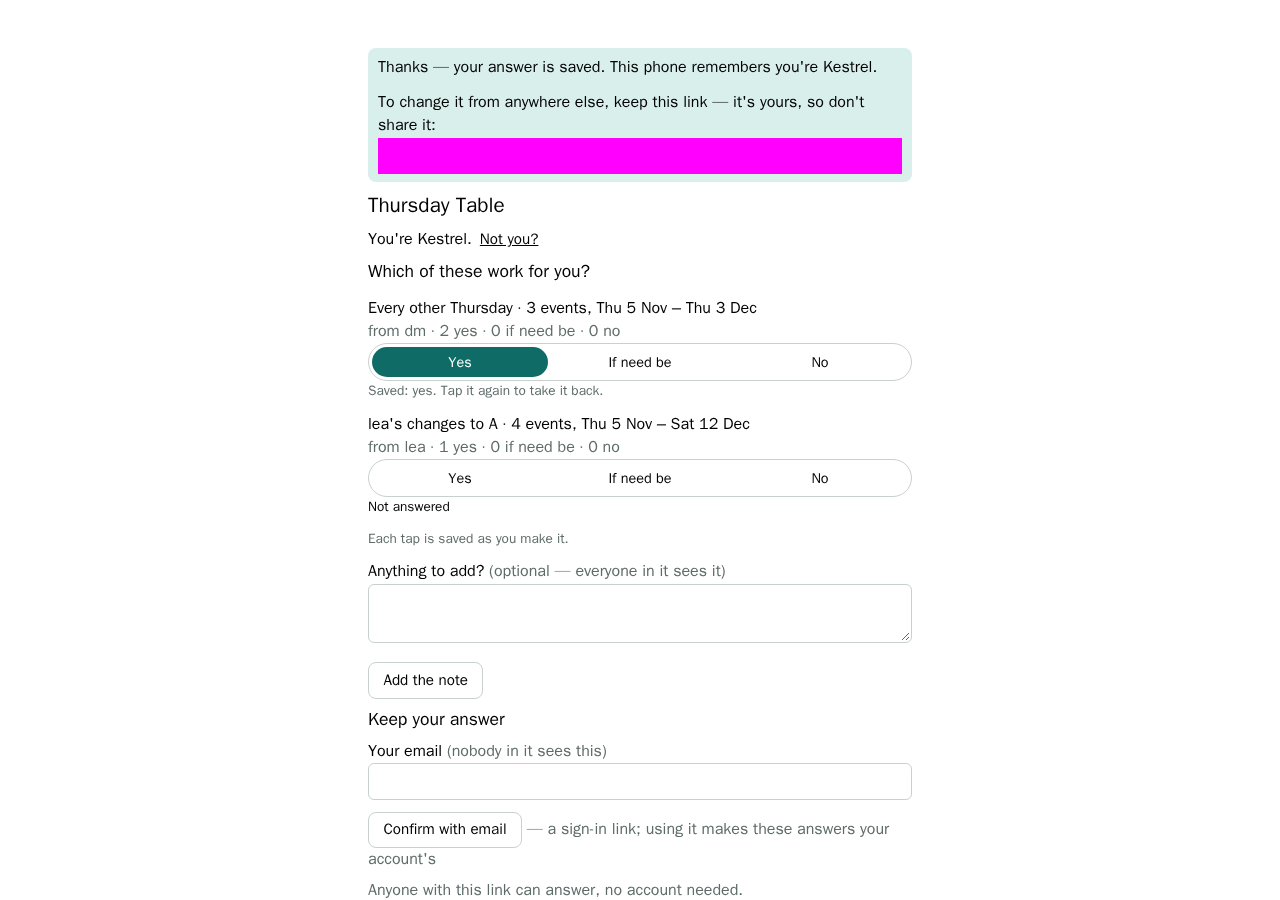 Thanks — your answer is saved. This phone remembers you're Kestrel.
To change it from anywhere else, keep this link — it's yours, so don't
share it:
Thursday Table
You're Kestrel. Not you?
Which of these work for you?
Every other Thursday · 3 events, Thu 5 Nov – Thu 3 Dec
from dm · 2 yes · 0 if need be · 0 no
Yes If need be No
Saved: yes. Tap it again to take it back.
lea's changes to A · 4 events, Thu 5 Nov – Sat 12 Dec
from lea · 1 yes · 0 if need be · 0 no
Yes If need be No
Not answered
Each tap is saved as you make it.
Anything to add? (optional — everyone in it sees it)
Add the note
Keep your answer
Your email (nobody in it sees this)
Confirm with email — a sign-in link; using it makes these answers your
account's
Anyone with this link can answer, no account needed.